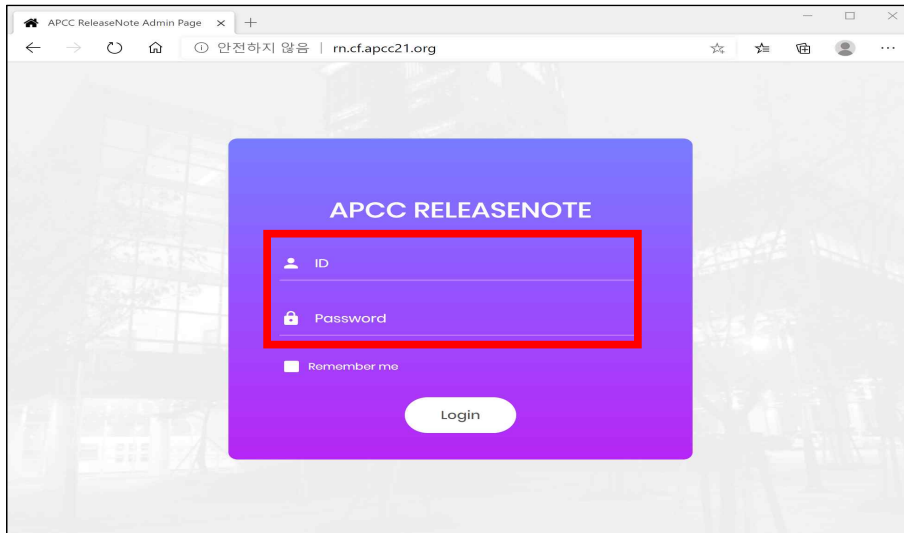 APCC ReleaseNote Admin Page
안전하지 않음 | rn.cf.apcc21.org
APCC RELEASENOTE
ID
Password
Remember me
Login